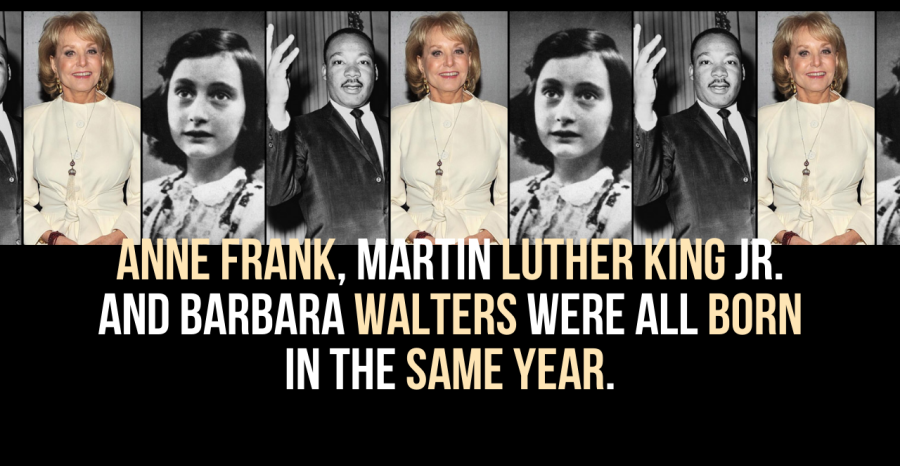 ANNE FRANK, MARTIN LUTHER KING JR.
AND BARBARA WALTERS WERE ALL BORN
IN THE SAME YEAR.